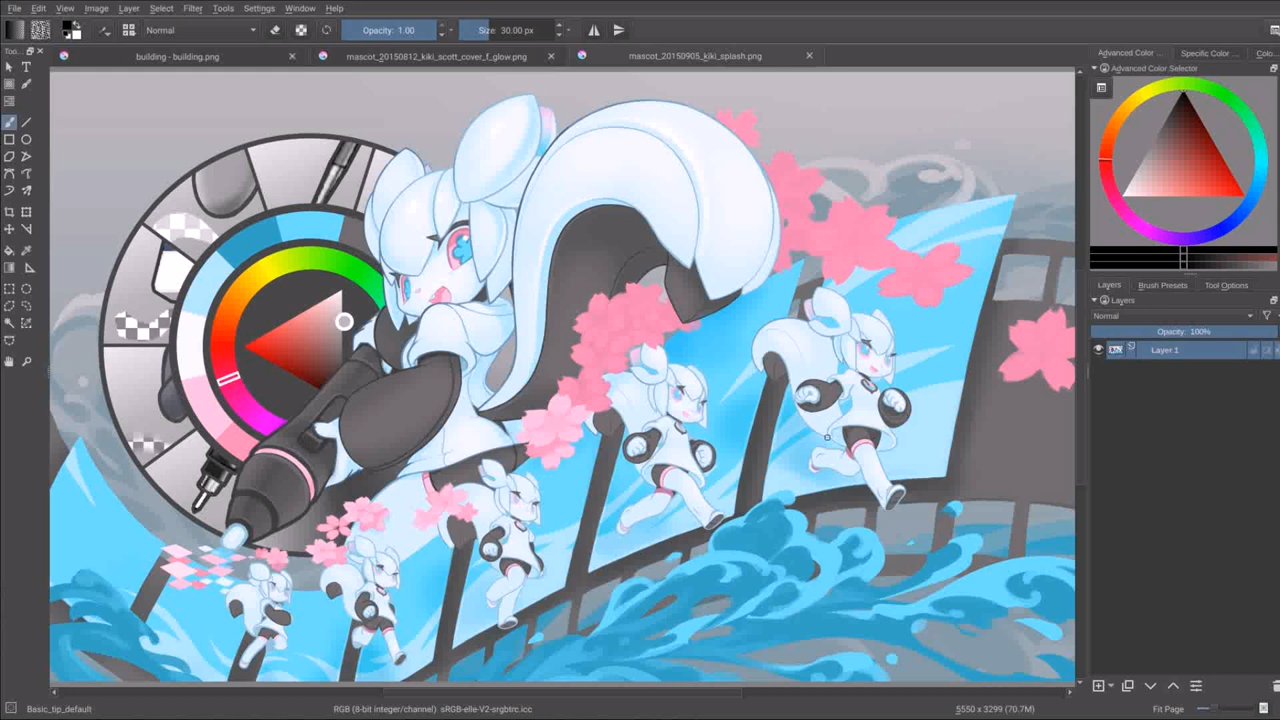 File Edit View Image Layer Select Filter Tools Settings Window Help
Normal Opacity: 1.00 Size: 30.00 px
building - building.png mascot_20150812_kiki_scott_cover_f_glow.png mascot_20150905_kiki_splash.png
Too...
Advanced Color ... Specific Color ... Colo...
Advanced Color Selector
Layers Brush Presets Tool Options
Layers
Normal
Opacity: 100%
Layer 1
Basic_tip_default RGB (8-bit integer/channel) sRGB-elle-V2-srgbtrc.icc 5550 x 3299 (70.7M) Fit Page